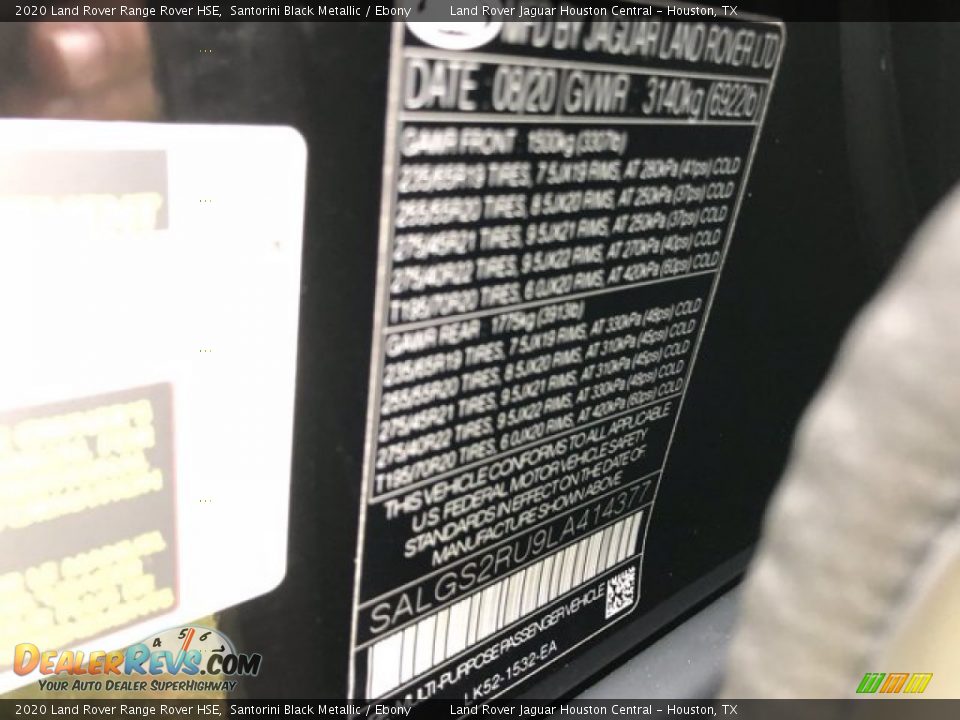 2020 Land Rover Range Rover HSE, Santorini Black Metallic / Ebony Land Rover Jaguar Houston Central - Houston, TX
MFD BY JAGUAR LAND ROVER LTD
DATE 08/20 GVWR 3140kg (6922lb)
GAWR FRONT 1500kg (3307lb)
235/65R19 TIRES, 7.5JX19 RIMS, AT 280kPa (41psi) COLD
255/55R20 TIRES, 8.5JX20 RIMS, AT 250kPa (37psi) COLD
275/45R21 TIRES, 9.5JX21 RIMS, AT 250kPa (37psi) COLD
275/40R22 TIRES, 9.5JX22 RIMS, AT 270kPa (40psi) COLD
T195/70R20 TIRES, 6.0JX20 RIMS, AT 420kPa (60psi) COLD
GAWR REAR 1775kg (3913lb)
235/65R19 TIRES, 7.5JX19 RIMS, AT 330kPa (48psi) COLD
255/55R20 TIRES, 8.5JX20 RIMS, AT 310kPa (45psi) COLD
275/45R21 TIRES, 9.5JX21 RIMS, AT 310kPa (45psi) COLD
275/40R22 TIRES, 9.5JX22 RIMS, AT 330kPa (48psi) COLD
T195/70R20 TIRES, 6.0JX20 RIMS, AT 420kPa (60psi) COLD
THIS VEHICLE CONFORMS TO ALL APPLICABLE
U.S. FEDERAL MOTOR VEHICLE SAFETY
STANDARDS IN EFFECT ON THE DATE OF
MANUFACTURE SHOWN ABOVE
SALGS2RU9LA414377
MULTI-PURPOSE PASSENGER VEHICLE
LK52-1532-EA
4 5 6
DEALERREVS.COM
YOUR AUTO DEALER SUPERHIGHWAY
2020 Land Rover Range Rover HSE, Santorini Black Metallic / Ebony Land Rover Jaguar Houston Central - Houston, TX